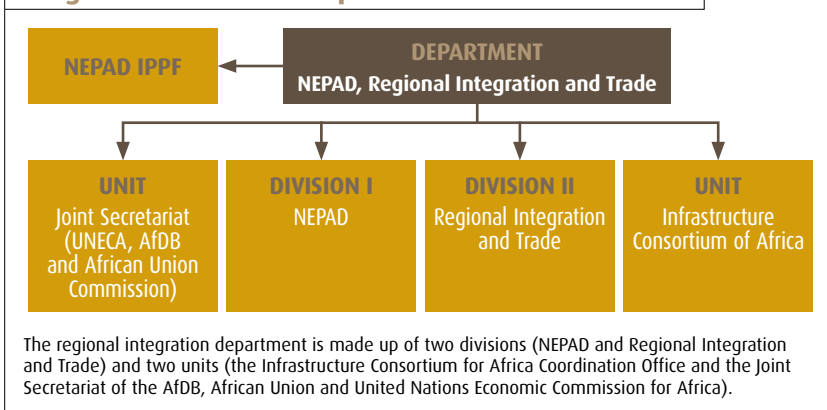 DEPARTMENT
NEPAD, Regional Integration and Trade
NEPAD IPPF
UNIT
Joint Secretariat
(UNECA, AfDB
and African Union
Commission)
DIVISION I
NEPAD
DIVISION II
Regional Integration
and Trade
UNIT
Infrastructure
Consortium of Africa
The regional integration department is made up of two divisions (NEPAD and Regional Integration
and Trade) and two units (the Infrastructure Consortium for Africa Coordination Office and the Joint
Secretariat of the AfDB, African Union and United Nations Economic Commission for Africa).